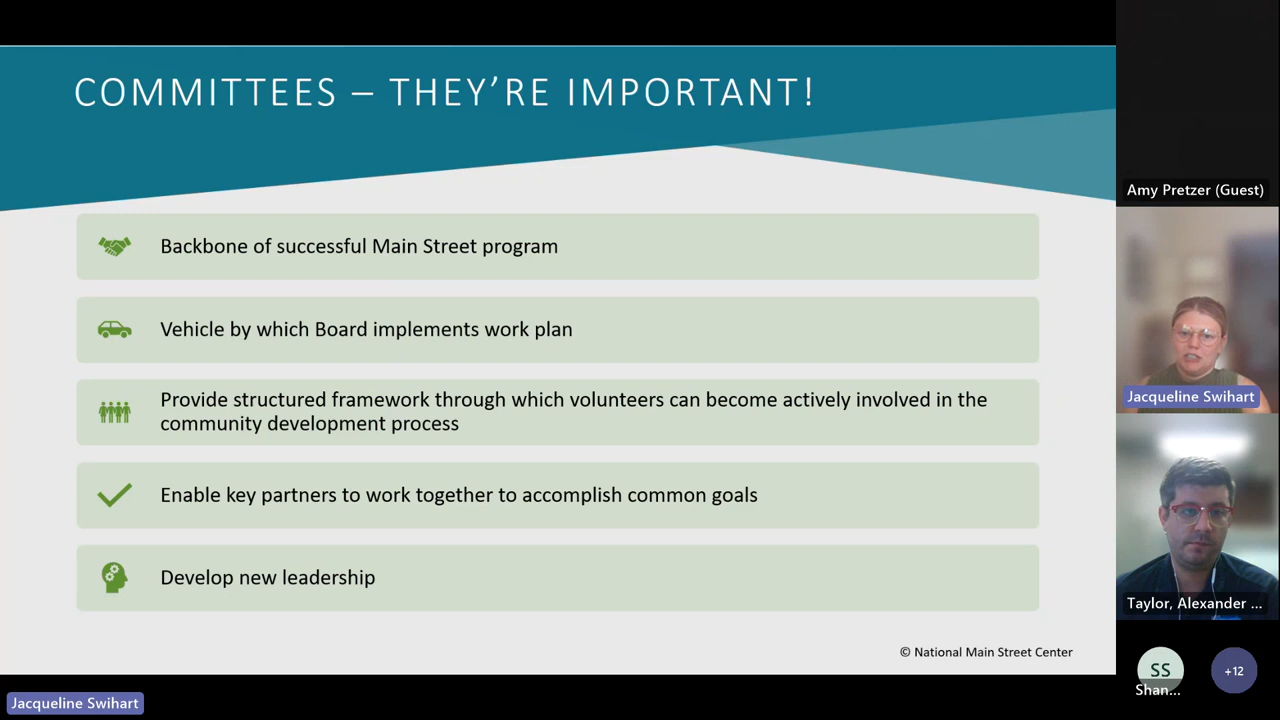 COMMITTEES – THEY'RE IMPORTANT!
Backbone of successful Main Street program
Vehicle by which Board implements work plan
Provide structured framework through which volunteers can become actively involved in the
community development process
Enable key partners to work together to accomplish common goals
Develop new leadership
© National Main Street Center
Amy Pretzer (Guest)
Jacqueline Swihart
Taylor, Alexander ...
SS
Shan...
+12
Jacqueline Swihart